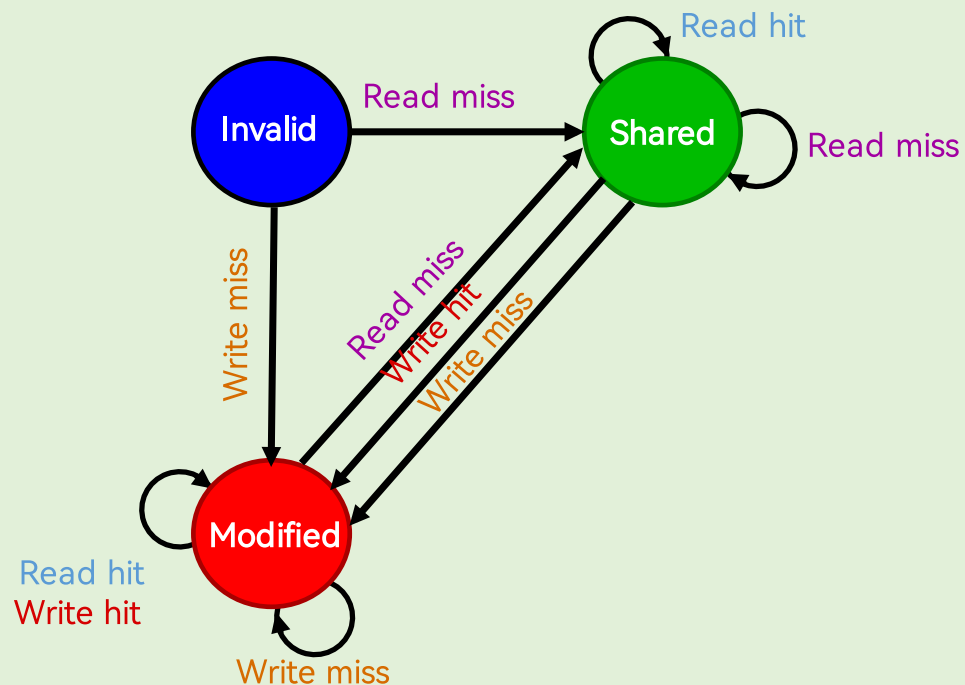 Read hit
Read miss
Invalid
Shared
Read miss
Write miss
Read miss
Write hit
Write miss
Modified
Read hit
Write hit
Write miss